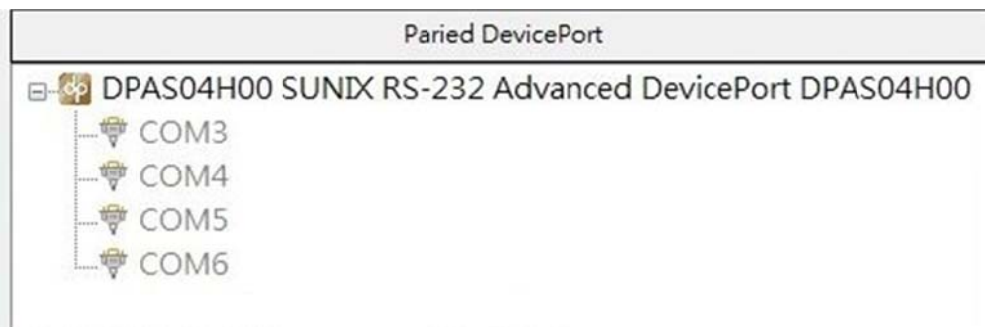 Paried DevicePort
DPAS04H00 SUNIX RS-232 Advanced DevicePort DPAS04H00
COM3
COM4
COM5
COM6